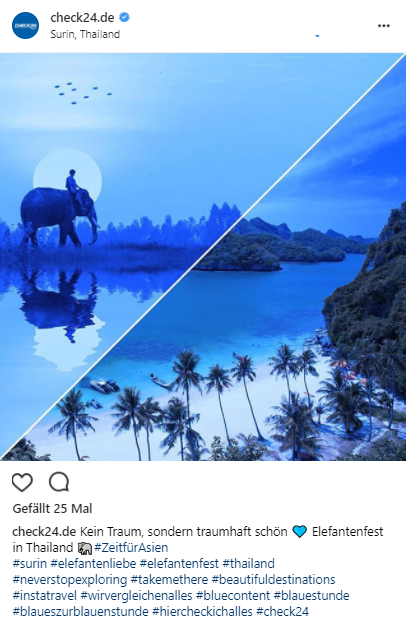 check24.de
CHECK24
Surin, Thailand
Gefällt 25 Mal
check24.de Kein Traum, sondern traumhaft schön 💙 Elefantenfest
in Thailand 🐘#ZeitfürAsien
#surin #elefantenliebe #elefantenfest #thailand
#neverstopexploring #takemethere #beautifuldestinations
#instatravel #wirvergleichenalles #bluecontent #blauestunde
#blaueszurblauenstunde #hiercheckichalles #check24